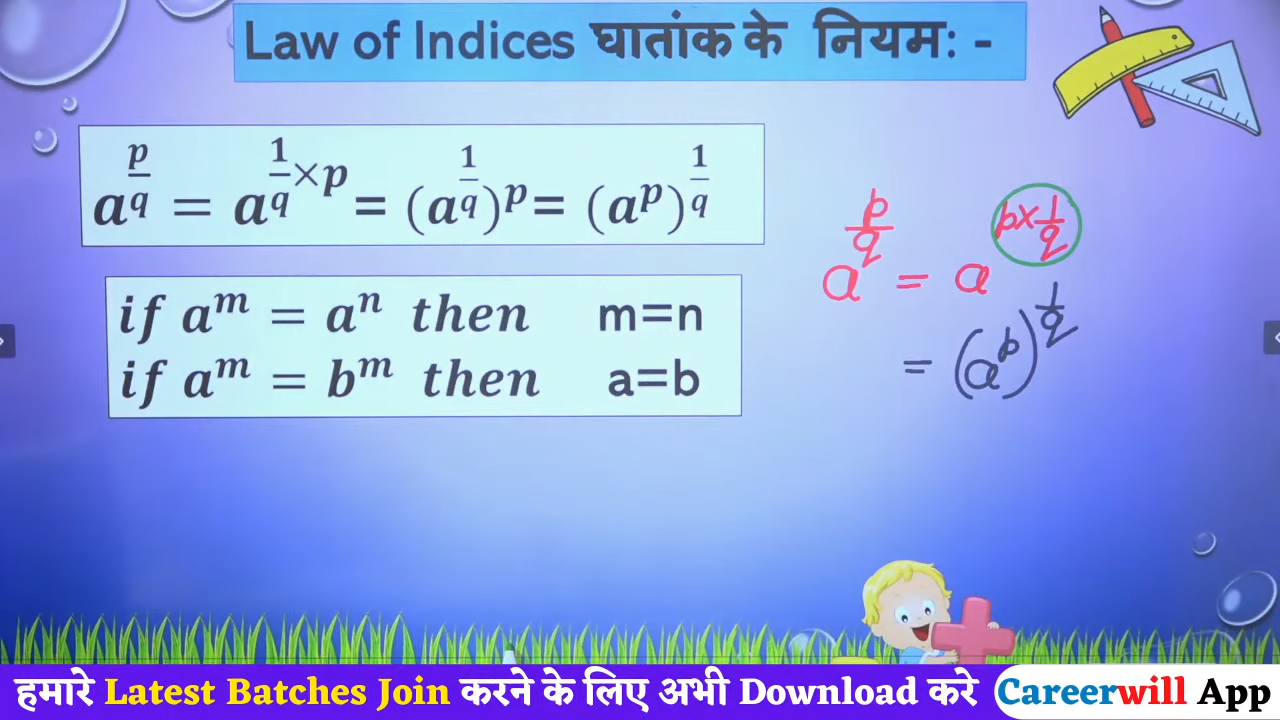 Law of Indices घातांक के नियम: -
a^(p/q) = a^(1/q × p) = (a^(1/q))^p = (a^p)^(1/q)
if a^m = a^n then m=n
if a^m = b^m then a=b
a^(p/q) = a^(p×1/q)
= (a^p)^(1/q)
हमारे Latest Batches Join करने के लिए अभी Download करे Careerwill App